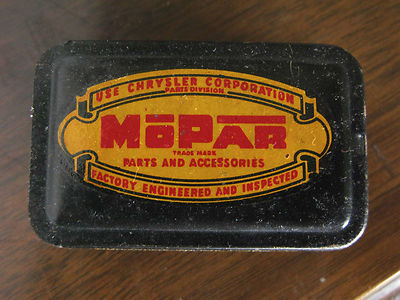 USE CHRYSLER CORPORATION
PARTS DIVISION
MOPAR
TRADE MARK
PARTS AND ACCESSORIES
FACTORY ENGINEERED AND INSPECTED